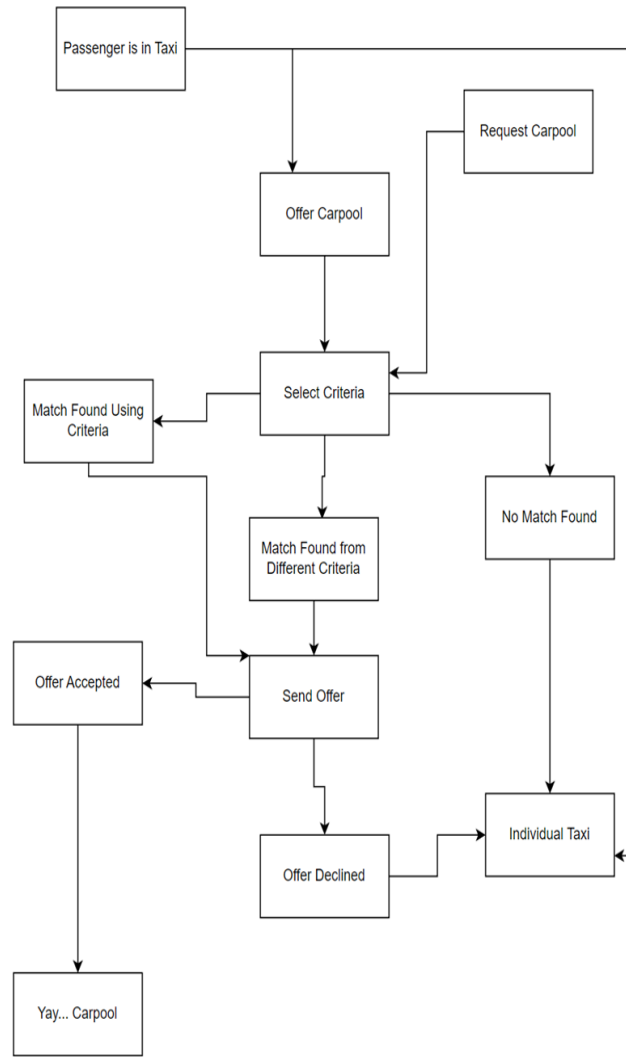 Passenger is in Taxi
Request Carpool
Offer Carpool
Select Criteria
Match Found Using
Criteria
No Match Found
Match Found from
Different Criteria
Offer Accepted
Send Offer
Individual Taxi
Offer Declined
Yay... Carpool